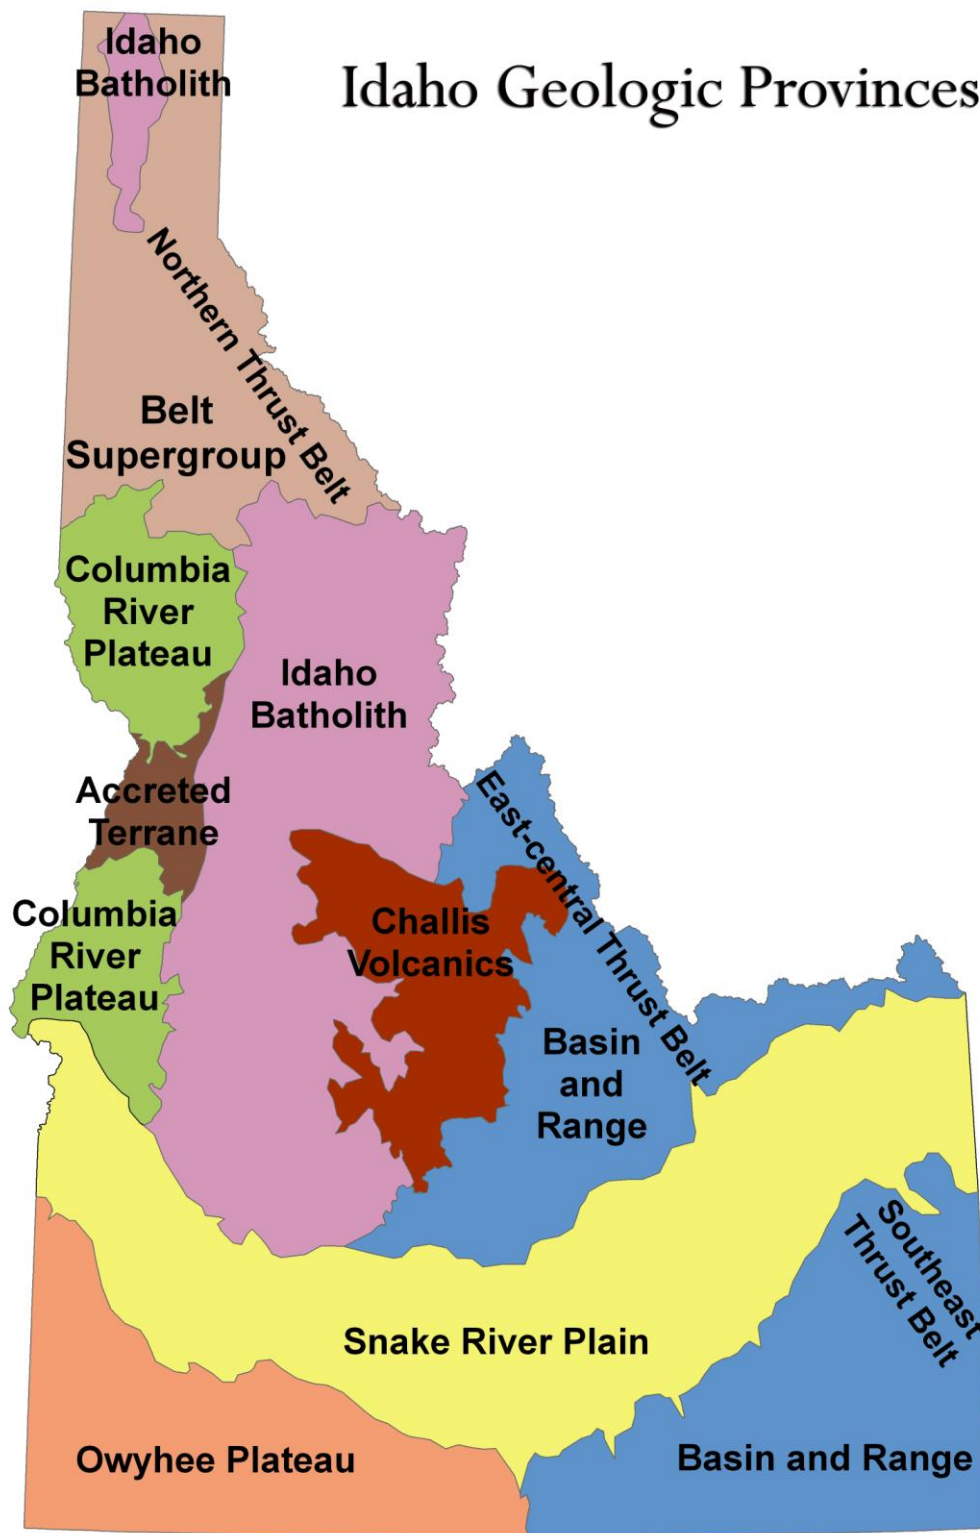 Idaho
Batholith
Idaho Geologic Provinces
Northern Thrust Belt
Belt
Supergroup
Columbia
River
Plateau
Idaho
Batholith
Accreted
Terrane
East-central Thrust Belt
Challis
Volcanics
Columbia
River
Plateau
Basin
and
Range
Southeast
Thrust Belt
Snake River Plain
Owyhee Plateau
Basin and Range